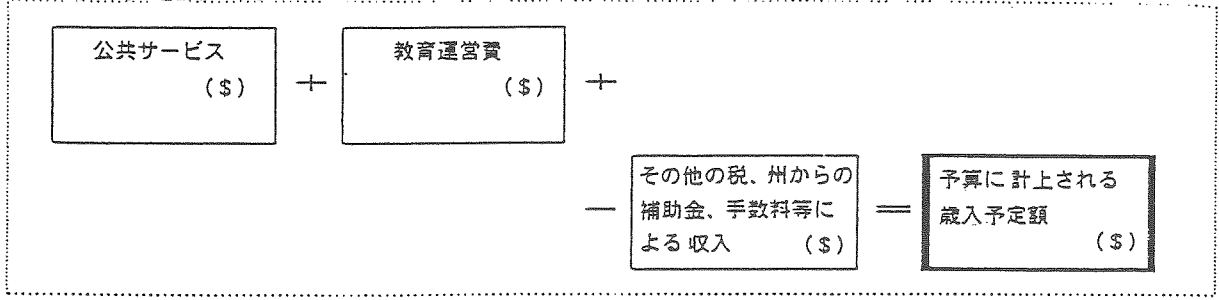 公共サービス
($)
+
教育運営費
($)
+
－
その他の税、州からの
補助金、手数料等に
よる収入 ($)
＝
予算に計上される
歳入予定額
($)